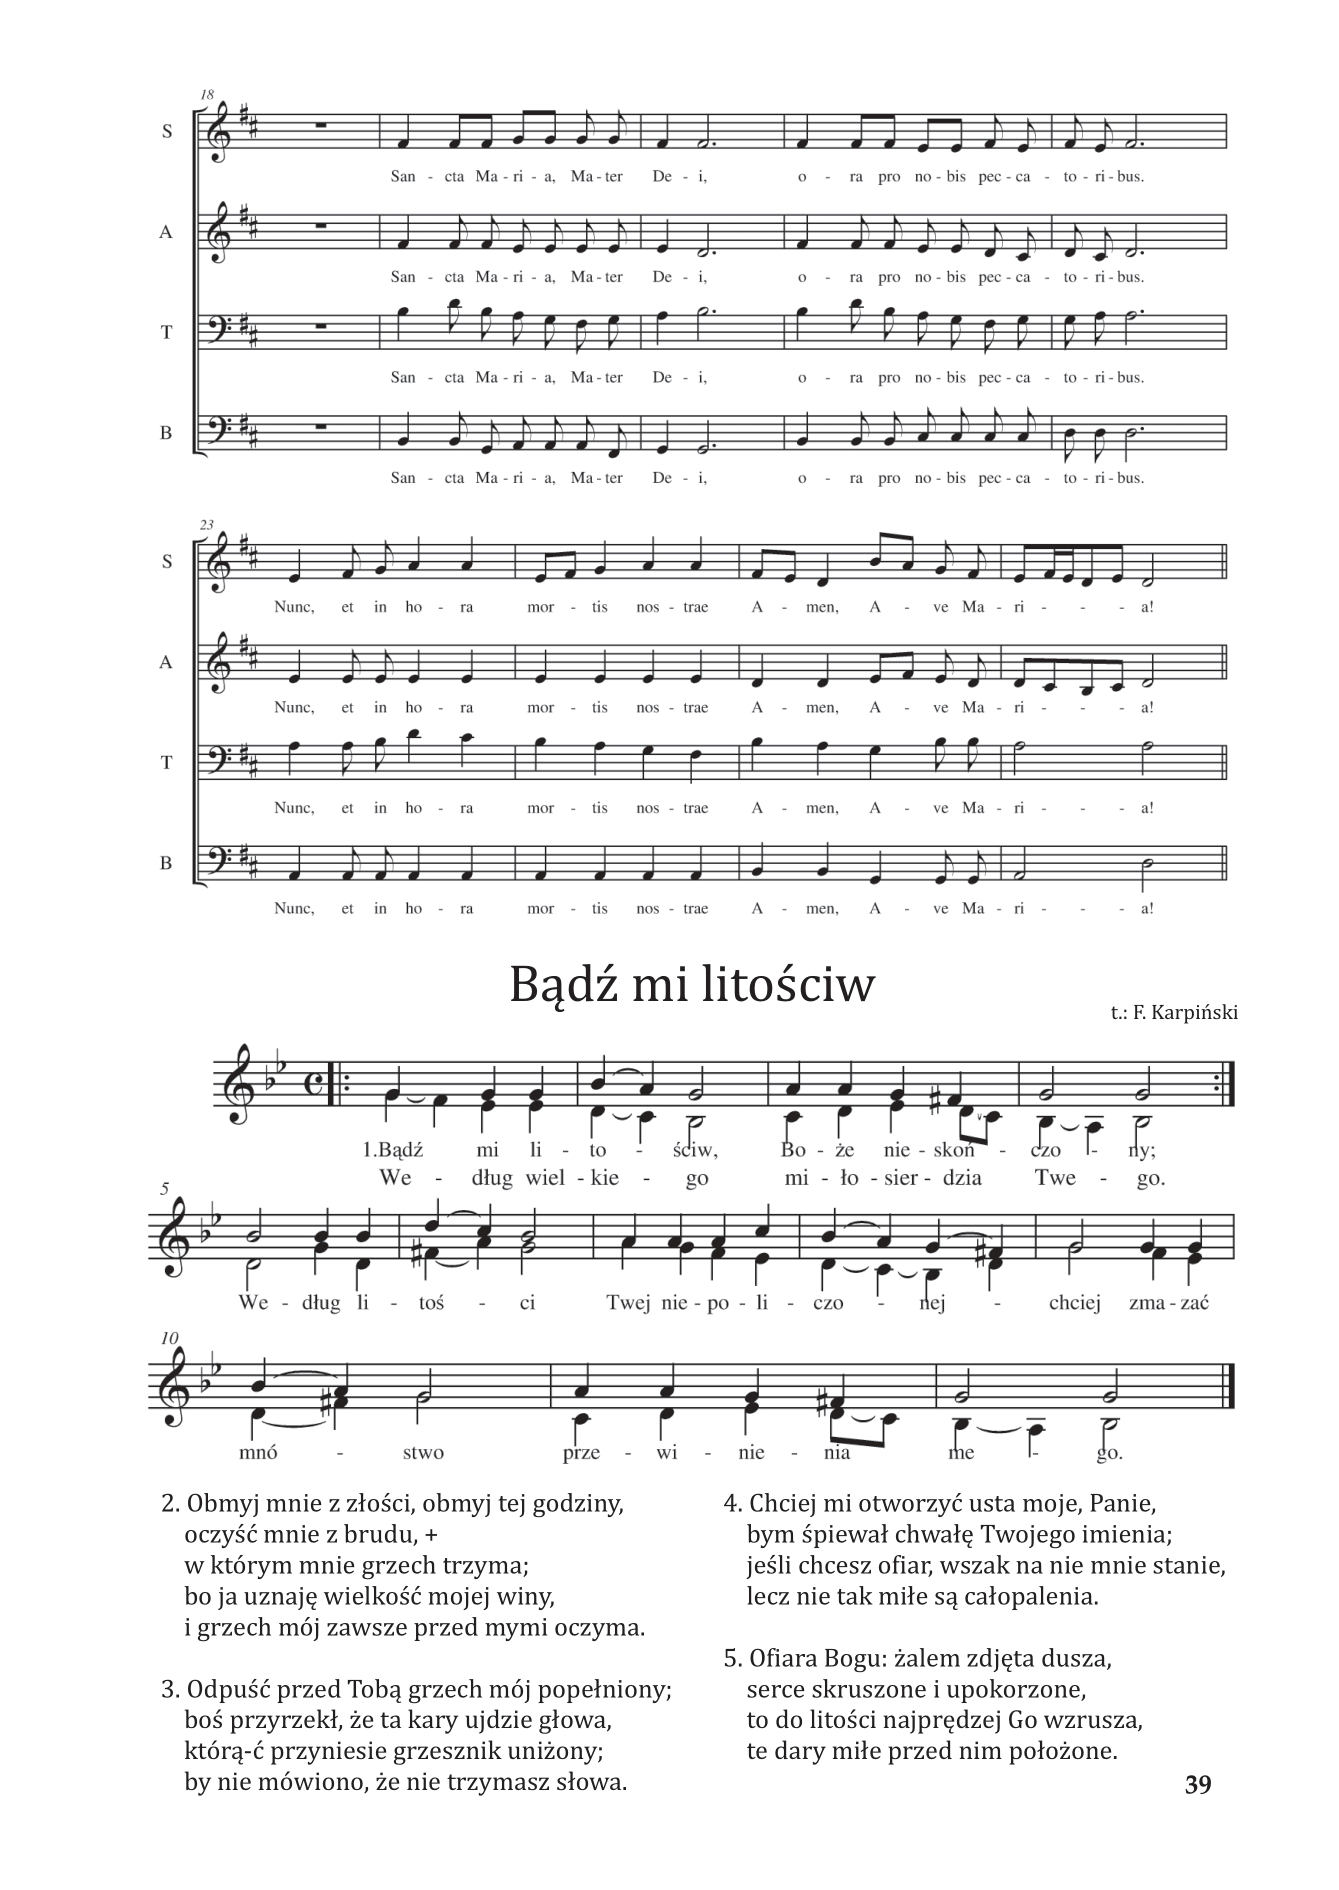 18
S
San - cta Ma - ri - a, Ma - ter De - i, o - ra pro no - bis pec - ca - to - ri - bus.
A
San - cta Ma - ri - a, Ma - ter De - i, o - ra pro no - bis pec - ca - to - ri - bus.
T
San - cta Ma - ri - a, Ma - ter De - i, o - ra pro no - bis pec - ca - to - ri - bus.
B
San - cta Ma - ri - a, Ma - ter De - i, o - ra pro no - bis pec - ca - to - ri - bus.
23
S
Nunc, et in ho - ra mor - tis nos - trae A - men, A - ve Ma - ri - - - a!
A
Nunc, et in ho - ra mor - tis nos - trae A - men, A - ve Ma - ri - - - a!
T
Nunc, et in ho - ra mor - tis nos - trae A - men, A - ve Ma - ri - - - a!
B
Nunc, et in ho - ra mor - tis nos - trae A - men, A - ve Ma - ri - - - a!
Bądź mi litościw
t.: F. Karpiński
1.Bądź mi li - to - ściw, Bo - że nie - skoń - czo - ny;
We - dług wiel - kie - go mi - ło - sier - dzia Twe - go.
5
We - dług li - toś - ci Twej nie - po - li - czo - nej - chciej zma - zać
10
mnó - stwo prze - wi - nie - nia me - go.
2. Obmyj mnie z złości, obmyj tej godziny,
oczyść mnie z brudu, +
w którym mnie grzech trzyma;
bo ja uznaję wielkość mojej winy,
i grzech mój zawsze przed mymi oczyma.
3. Odpuść przed Tobą grzech mój popełniony;
boś przyrzekł, że ta kary ujdzie głowa,
którą-ć przyniesie grzesznik uniżony;
by nie mówiono, że nie trzymasz słowa.
4. Chciej mi otworzyć usta moje, Panie,
bym śpiewał chwałę Twojego imienia;
jeśli chcesz ofiar, wszak na nie mnie stanie,
lecz nie tak miłe są całopalenia.
5. Ofiara Bogu: żalem zdjęta dusza,
serce skruszone i upokorzone,
to do litości najprędzej Go wzrusza,
te dary miłe przed nim położone.
39